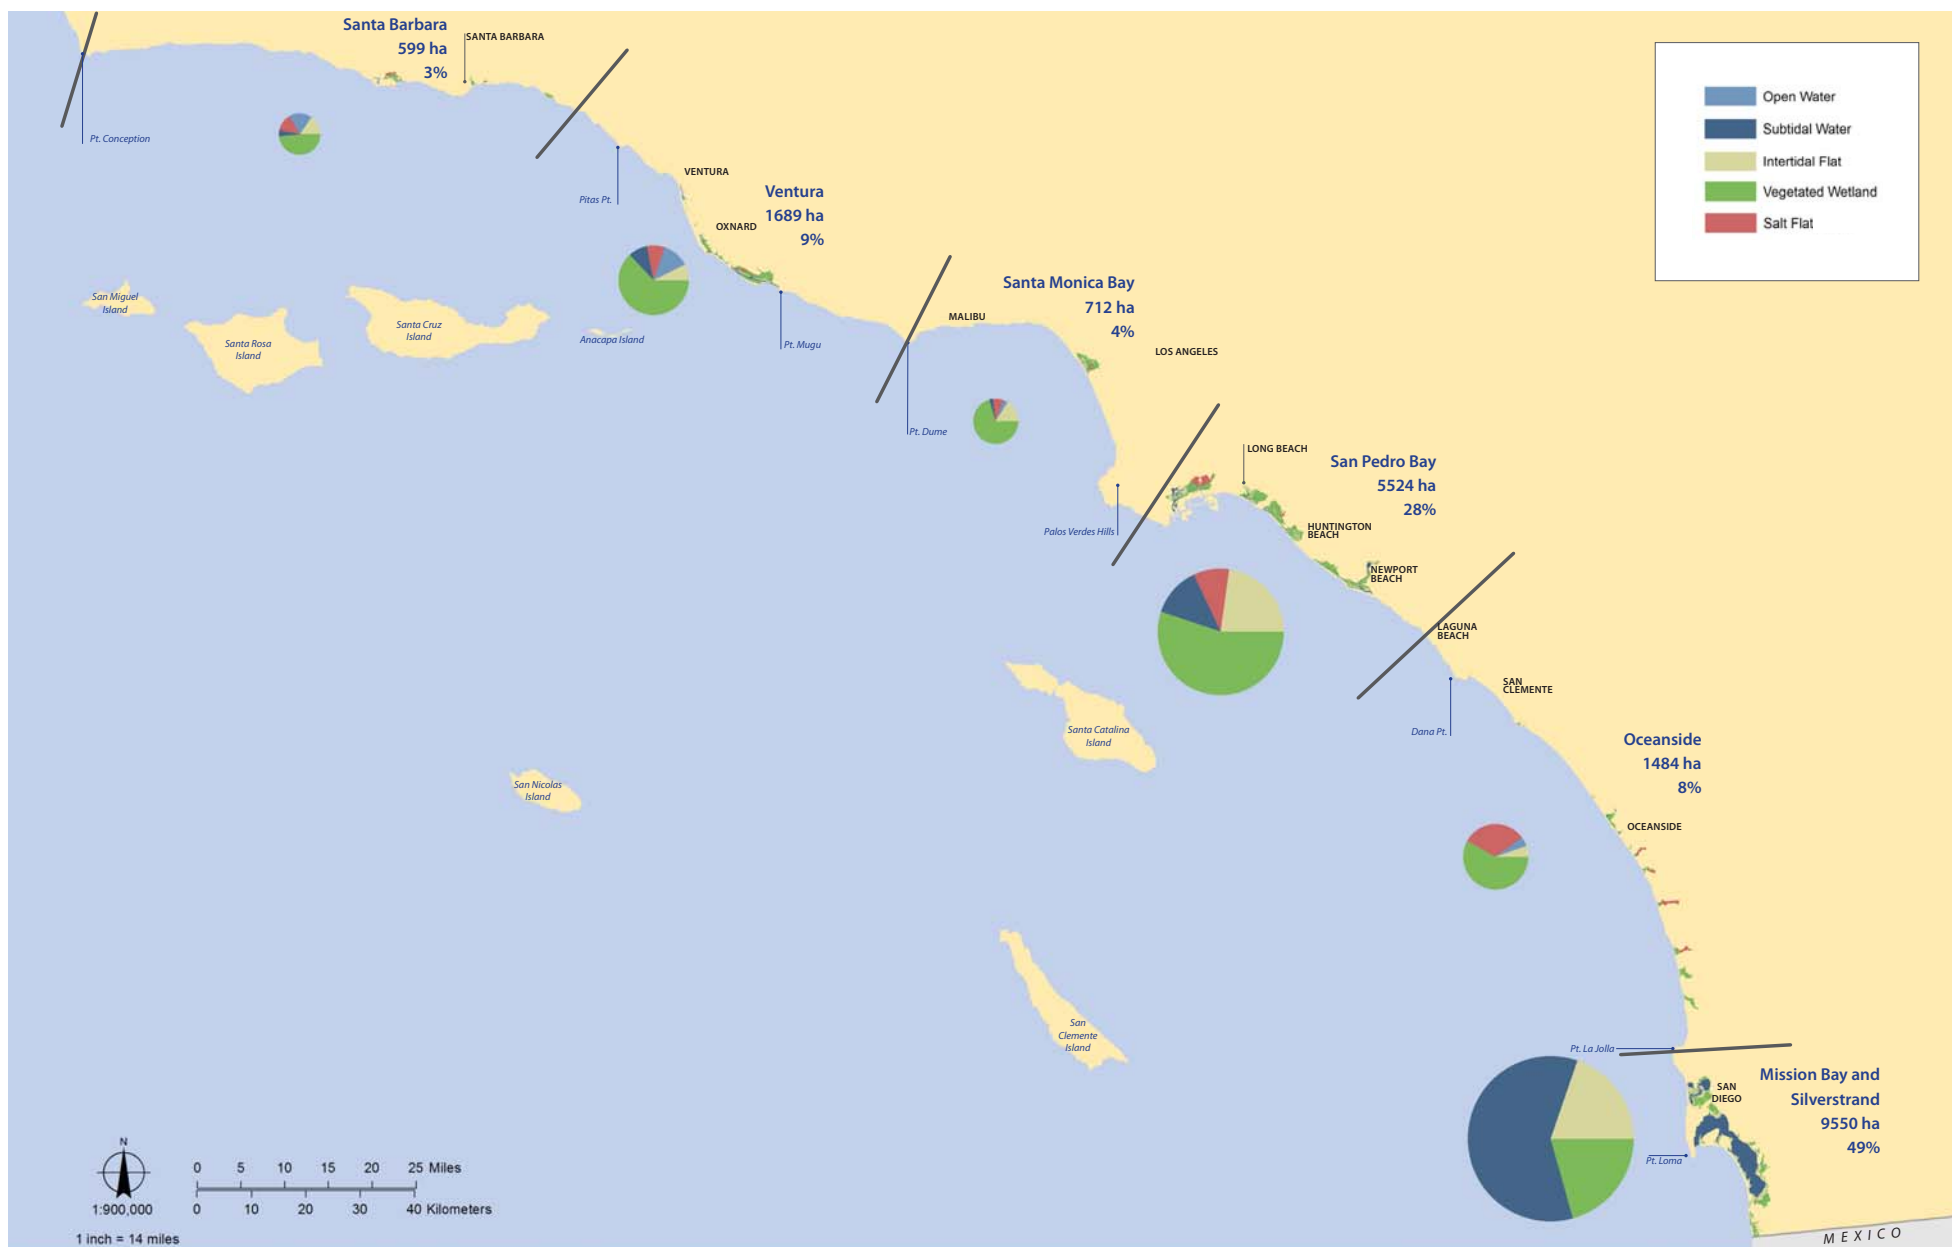 Santa Barbara
599 ha
3%
SANTA BARBARA
Pt. Conception
Open Water
Subtidal Water
Intertidal Flat
Vegetated Wetland
Salt Flat
Pitas Pt.
VENTURA
Ventura
1689 ha
9%
OXNARD
San Miguel
Island
Santa Rosa
Island
Santa Cruz
Island
Anacapa Island
Pt. Mugu
Santa Monica Bay
712 ha
4%
MALIBU
LOS ANGELES
Pt. Dume
LONG BEACH
San Pedro Bay
5524 ha
28%
Palos Verdes Hills
HUNTINGTON
BEACH
NEWPORT
BEACH
LAGUNA
BEACH
SAN
CLEMENTE
Dana Pt.
Santa Catalina
Island
San Nicolas
Island
Oceanside
1484 ha
8%
OCEANSIDE
San
Clemente
Island
Pt. La Jolla
Mission Bay and
Silverstrand
9550 ha
49%
SAN
DIEGO
Pt. Loma
MEXICO
N
1:900,000
1 inch = 14 miles
0 5 10 15 20 25 Miles
0 10 20 30 40 Kilometers